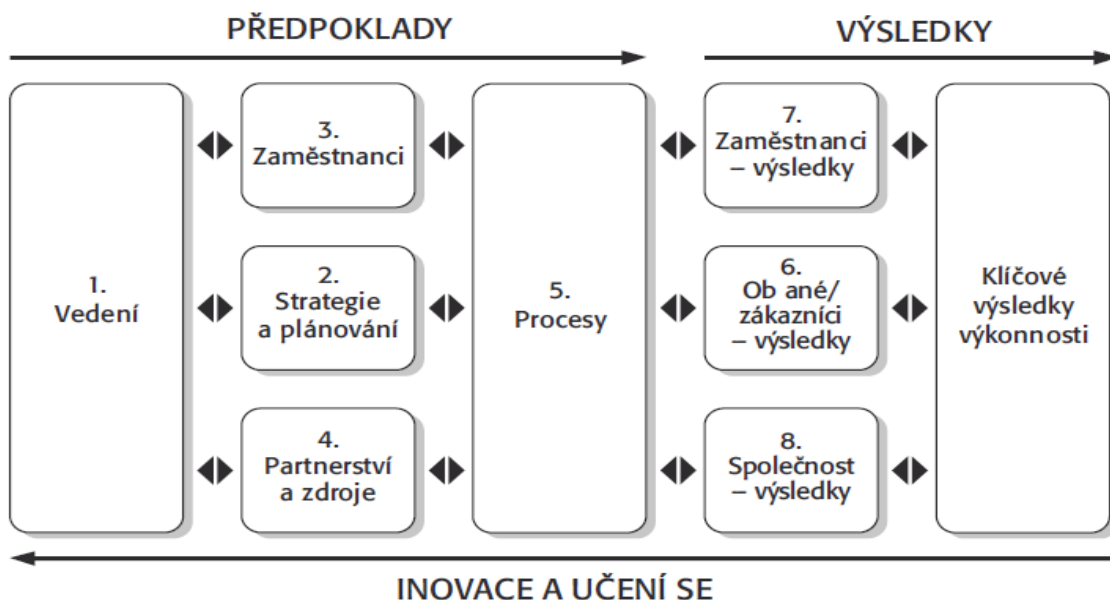 PŘEDPOKLADY
VÝSLEDKY
1.
Vedení
3.
Zaměstnanci
2.
Strategie
a plánování
4.
Partnerství
a zdroje
5.
Procesy
7.
Zaměstnanci
– výsledky
6.
Ob ané/
zákazníci
– výsledky
8.
Společnost
– výsledky
Klíčové
výsledky
výkonnosti
INOVACE A UČENÍ SE